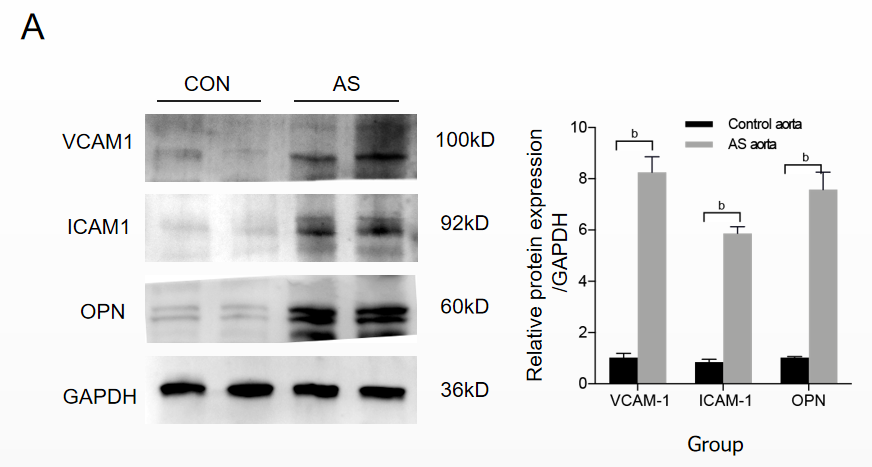 A
CON AS
VCAM1 100kD
ICAM1 92kD
OPN 60kD
GAPDH 36kD
Relative protein expression
/GAPDH
10
8
6
4
2
0
Control aorta
AS aorta
b
b
b
VCAM-1 ICAM-1 OPN
Group